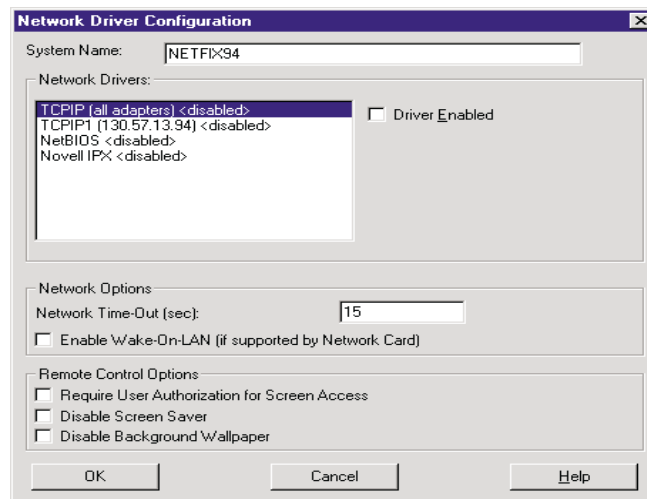 Network Driver Configuration
System Name: NETFIX94
Network Drivers:
TCPIP (all adapters) <disabled>
Driver Enabled
TCPIP1 (130.57.13.94) <disabled>
NetBIOS <disabled>
Novell IPX <disabled>
Network Options
Network Time-Out (sec): 15
Enable Wake-On-LAN (if supported by Network Card)
Remote Control Options
Require User Authorization for Screen Access
Disable Screen Saver
Disable Background Wallpaper
OK Cancel Help